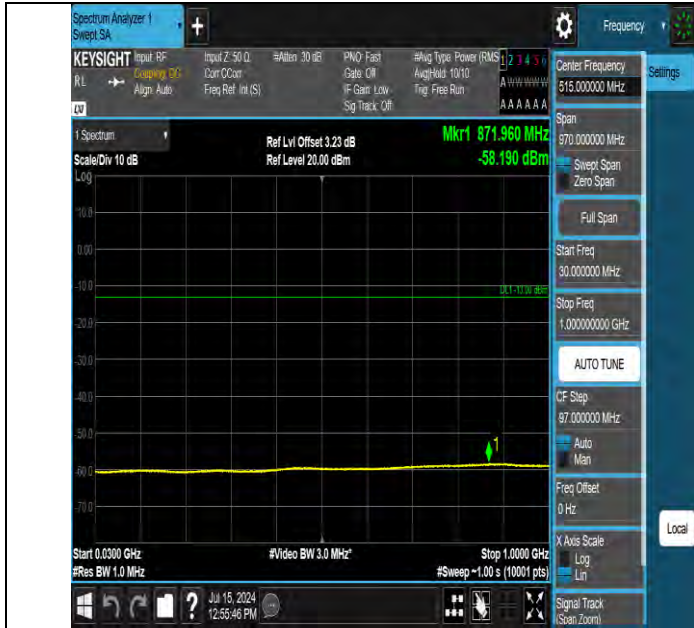 Spectrum Analyzer 1
Swept SA
+
Frequency
KEYSIGHT
RL
Input: RF
Coupling: DC
Align: Auto
Input Z: 50 Ω
Corr CCorr
Freq Ref: Int (S)
#Atten: 30 dB
PNO: Fast
Gate: Off
IF Gain: Low
Sig Track: Off
#Avg Type: Power (RMS
Avg|Hold: 10/10
Trig: Free Run
1 2 3 4 5 6
A W W W W W
A A A A A A
LXI
1 Spectrum
Scale/Div 10 dB
Log
Ref Lvl Offset 3.23 dB
Ref Level 20.00 dBm
Mkr1 871.960 MHz
-58.190 dBm
10.0
0.00
-10.0
-20.0
-30.0
-40.0
-50.0
-60.0
-70.0
DL1 -13.00 dBm
1
Start 0.0300 GHz
#Res BW 1.0 MHz
#Video BW 3.0 MHz*
Stop 1.0000 GHz
#Sweep ~1.00 s (10001 pts)
?
Jul 15, 2024
12:55:46 PM
Center Frequency
515.000000 MHz
Span
970.000000 MHz
Swept Span
Zero Span
Full Span
Start Freq
30.000000 MHz
Stop Freq
1.000000000 GHz
AUTO TUNE
CF Step
97.000000 MHz
Auto
Man
Freq Offset
0 Hz
X Axis Scale
Log
Lin
Signal Track
(Span Zoom)
Settings
Local